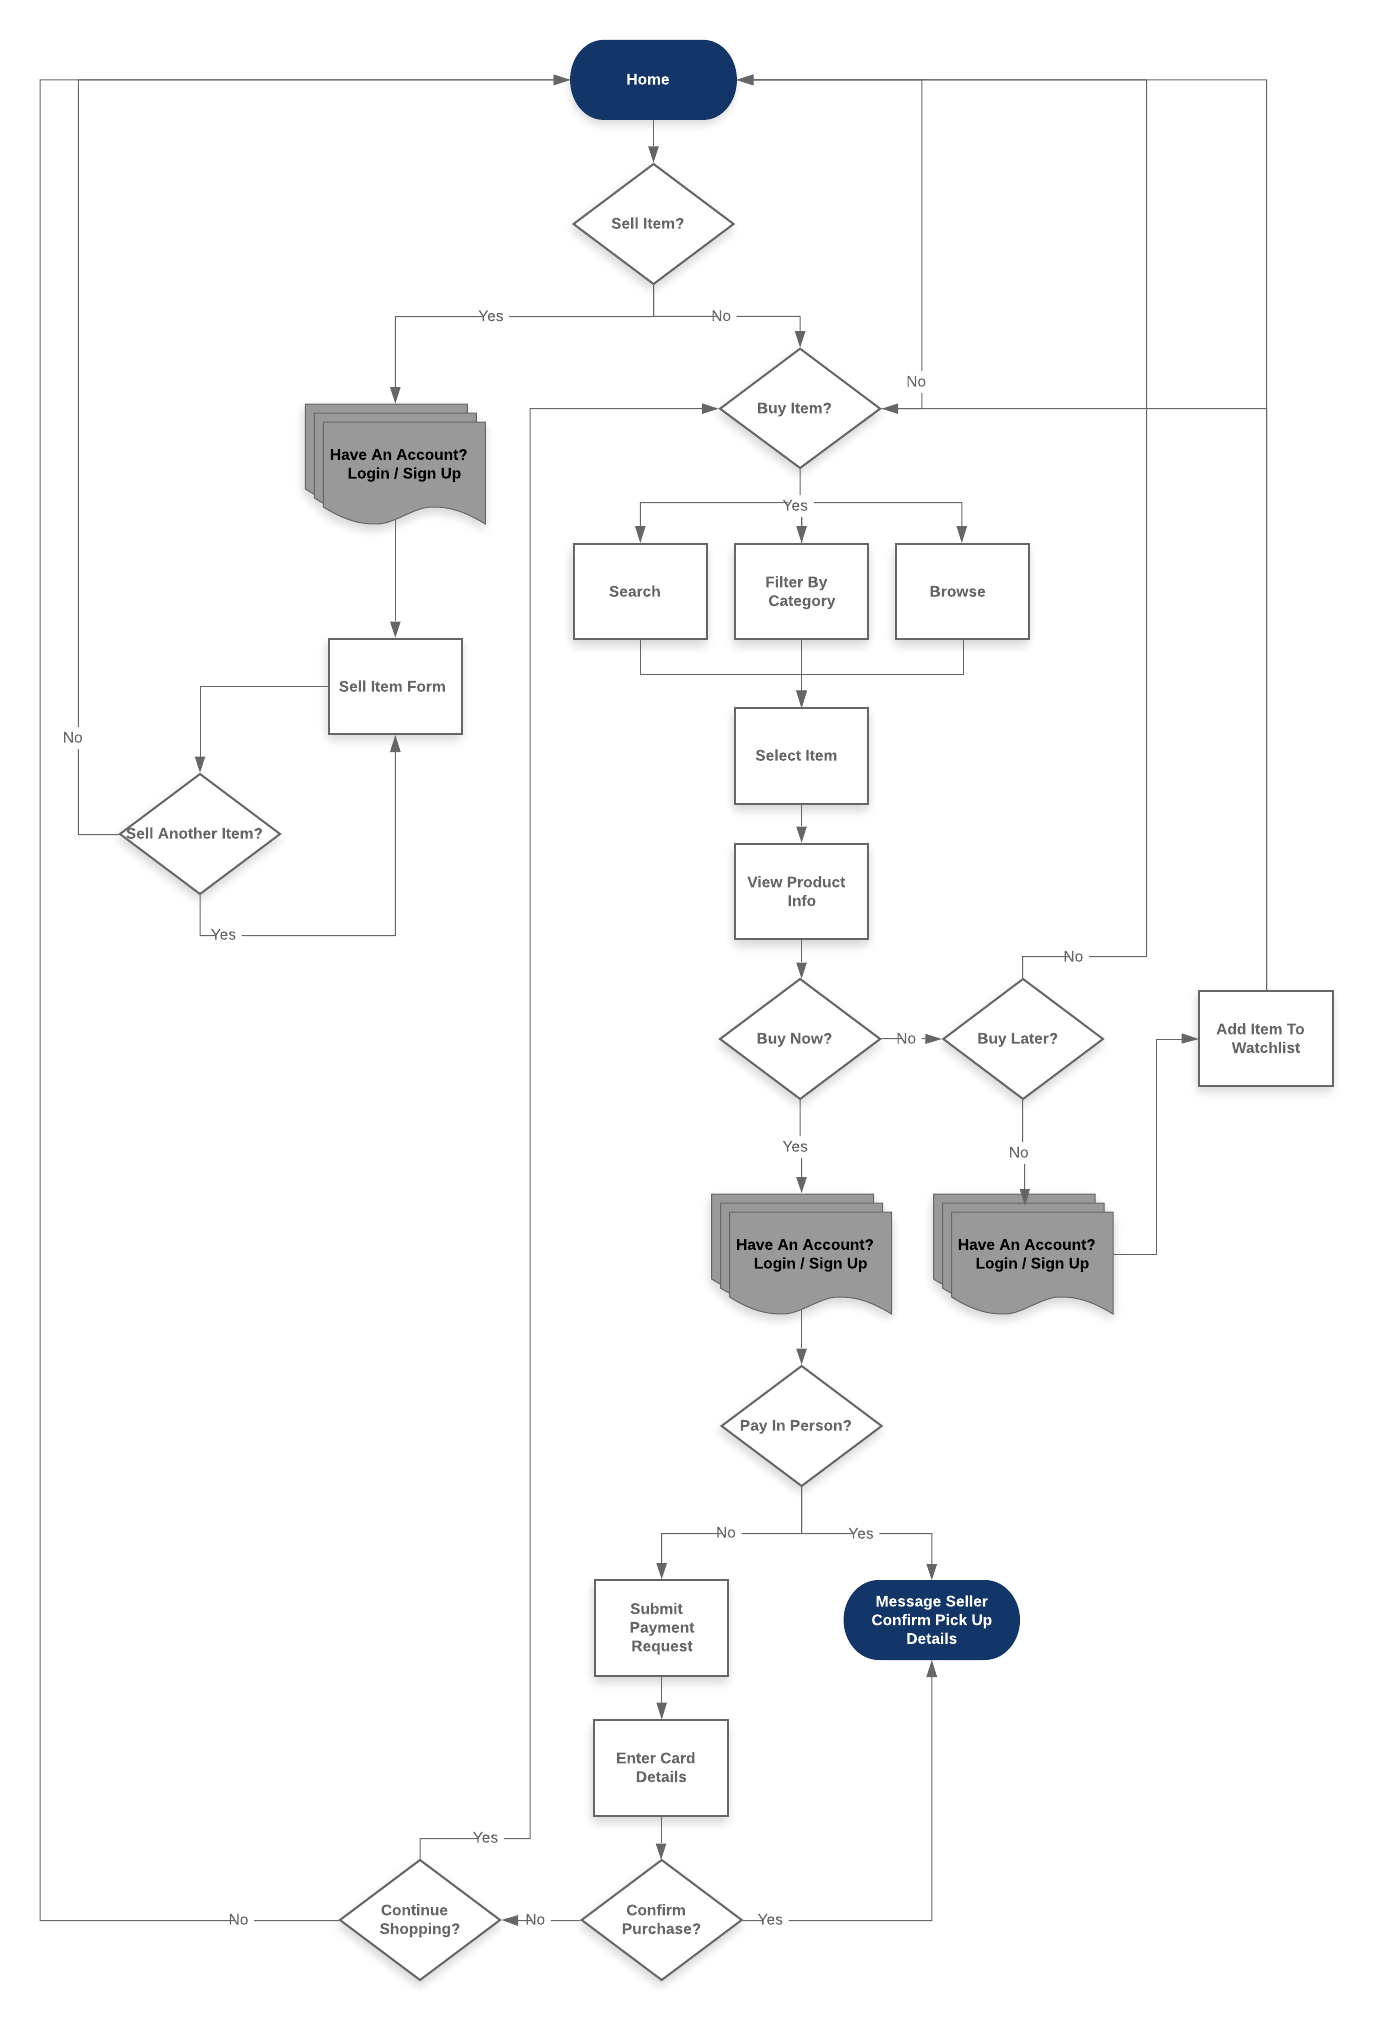 Home
Sell Item?
Yes
No
No
Buy Item?
Have An Account?
Login / Sign Up
Yes
Search
Filter By
Category
Browse
Sell Item Form
No
Select Item
Sell Another Item?
View Product
Info
Yes
No
Buy Now?
No
Buy Later?
Add Item To
Watchlist
Yes
No
Have An Account?
Login / Sign Up
Have An Account?
Login / Sign Up
Pay In Person?
No
Yes
Submit
Payment
Request
Message Seller
Confirm Pick Up
Details
Enter Card
Details
Yes
Continue
Shopping?
Confirm
Purchase?
No
No
Yes